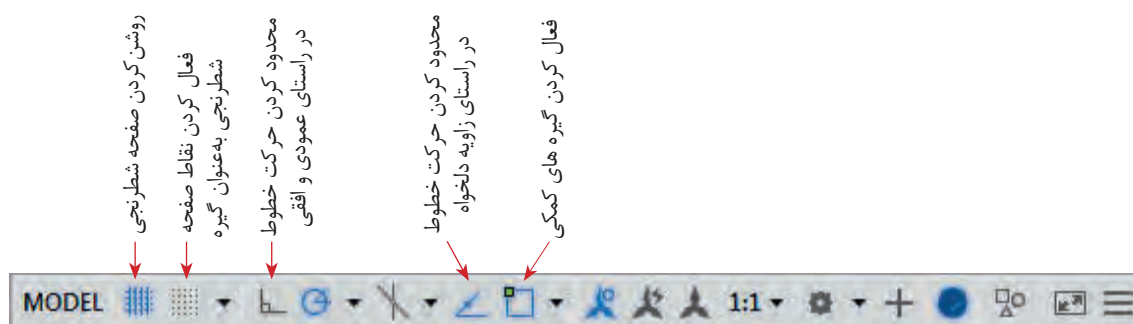 روشن کردن صفحه شطرنجی
فعال کردن نقاط صفحه
شطرنجی به‌عنوان گیره
محدود کردن حرکت خطوط
در راستای عمودی و افقی
محدود کردن حرکت خطوط
در راستای زاویه دلخواه
فعال کردن گیره های کمکی
MODEL 1:1